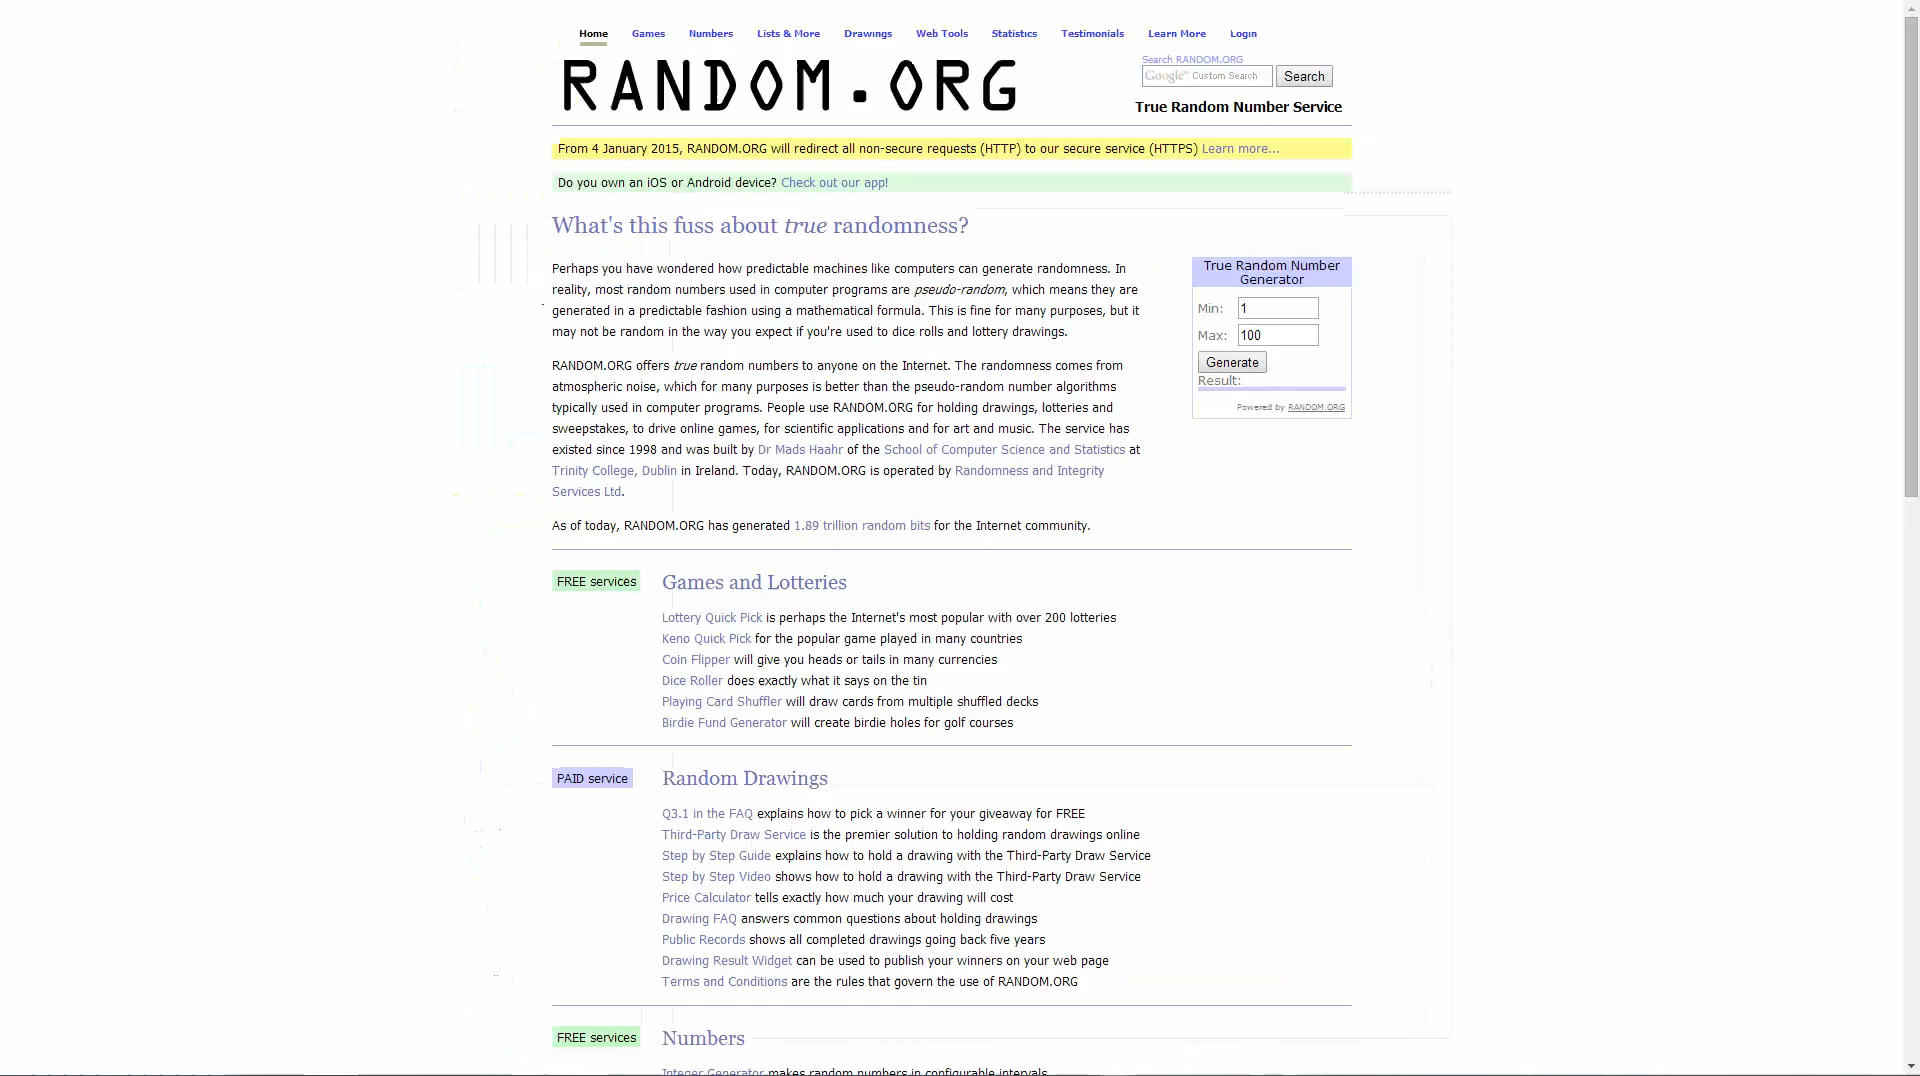 Home Games Numbers Lists & More Drawings Web Tools Statistics Testimonials Learn More Login
RANDOM.ORG
Search RANDOM.ORG
Google™ Custom Search Search
True Random Number Service
From 4 January 2015, RANDOM.ORG will redirect all non-secure requests (HTTP) to our secure service (HTTPS) Learn more...
Do you own an iOS or Android device? Check out our app!
What's this fuss about true randomness?
Perhaps you have wondered how predictable machines like computers can generate randomness. In
reality, most random numbers used in computer programs are pseudo-random, which means they are
generated in a predictable fashion using a mathematical formula. This is fine for many purposes, but it
may not be random in the way you expect if you're used to dice rolls and lottery drawings.
RANDOM.ORG offers true random numbers to anyone on the Internet. The randomness comes from
atmospheric noise, which for many purposes is better than the pseudo-random number algorithms
typically used in computer programs. People use RANDOM.ORG for holding drawings, lotteries and
sweepstakes, to drive online games, for scientific applications and for art and music. The service has
existed since 1998 and was built by Dr Mads Haahr of the School of Computer Science and Statistics at
Trinity College, Dublin in Ireland. Today, RANDOM.ORG is operated by Randomness and Integrity
Services Ltd.
As of today, RANDOM.ORG has generated 1.89 trillion random bits for the Internet community.
True Random Number
Generator
Min: 1
Max: 100
Generate
Result:
Powered by RANDOM.ORG
FREE services Games and Lotteries
Lottery Quick Pick is perhaps the Internet's most popular with over 200 lotteries
Keno Quick Pick for the popular game played in many countries
Coin Flipper will give you heads or tails in many currencies
Dice Roller does exactly what it says on the tin
Playing Card Shuffler will draw cards from multiple shuffled decks
Birdie Fund Generator will create birdie holes for golf courses
PAID service Random Drawings
Q3.1 in the FAQ explains how to pick a winner for your giveaway for FREE
Third-Party Draw Service is the premier solution to holding random drawings online
Step by Step Guide explains how to hold a drawing with the Third-Party Draw Service
Step by Step Video shows how to hold a drawing with the Third-Party Draw Service
Price Calculator tells exactly how much your drawing will cost
Drawing FAQ answers common questions about holding drawings
Public Records shows all completed drawings going back five years
Drawing Result Widget can be used to publish your winners on your web page
Terms and Conditions are the rules that govern the use of RANDOM.ORG
FREE services Numbers
Integer Generator makes random numbers in configurable intervals